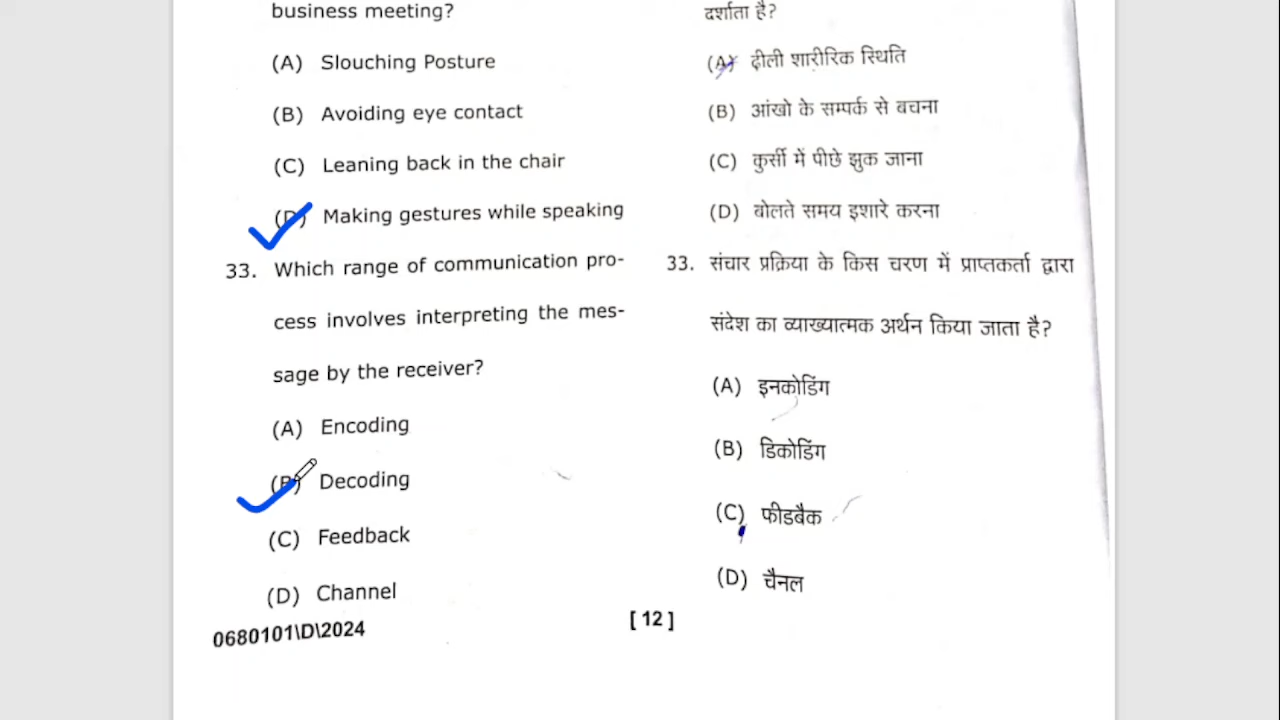 business meeting?
(A) Slouching Posture
(B) Avoiding eye contact
(C) Leaning back in the chair
(D) Making gestures while speaking
33. Which range of communication pro-
cess involves interpreting the mes-
sage by the receiver?
(A) Encoding
(B) Decoding
(C) Feedback
(D) Channel
0680101\D\2024
दर्शाता है?
(A) ढ़ीली शारीरिक स्थिति
(B) आंखो के सम्पर्क से बचना
(C) कुर्सी में पीछे झुक जाना
(D) बोलते समय इशारे करना
33. संचार प्रक्रिया के किस चरण में प्राप्तकर्ता द्वारा
संदेश का व्याख्यात्मक अर्थन किया जाता है?
(A) इनकोडिंग
(B) डिकोडिंग
(C) फीडबैक
(D) चैनल
[ 12 ]